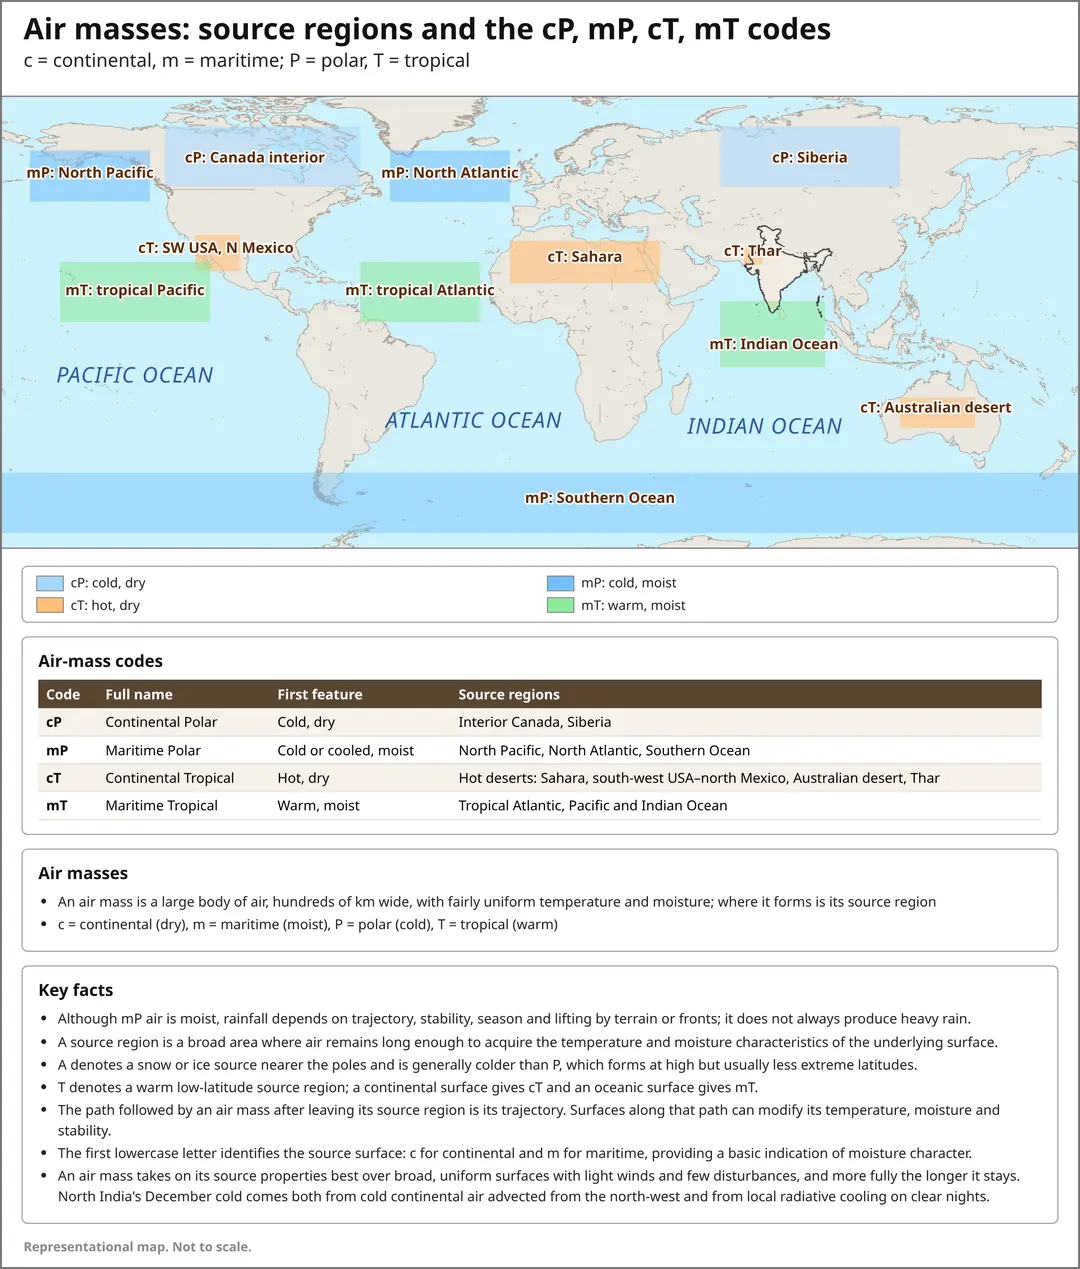 Air masses: source regions and the cP, mP, cT, mT codes
c = continental, m = maritime; P = polar, T = tropical
cP: Canada interior
cP: Siberia
mP: North Pacific
mP: North Atlantic
cT: SW USA, N Mexico
cT: Sahara
cT: Thar
mT: tropical Pacific
mT: tropical Atlantic
mT: Indian Ocean
PACIFIC OCEAN
ATLANTIC OCEAN
INDIAN OCEAN
cT: Australian desert
mP: Southern Ocean
cP: cold, dry
mP: cold, moist
cT: hot, dry
mT: warm, moist
Air-mass codes
Code Full name First feature Source regions
cP Continental Polar Cold, dry Interior Canada, Siberia
mP Maritime Polar Cold or cooled, moist North Pacific, North Atlantic, Southern Ocean
cT Continental Tropical Hot, dry Hot deserts: Sahara, south-west USA–north Mexico, Australian desert, Thar
mT Maritime Tropical Warm, moist Tropical Atlantic, Pacific and Indian Ocean
Air masses
• An air mass is a large body of air, hundreds of km wide, with fairly uniform temperature and moisture; where it forms is its source region
• c = continental (dry), m = maritime (moist), P = polar (cold), T = tropical (warm)
Key facts
• Although mP air is moist, rainfall depends on trajectory, stability, season and lifting by terrain or fronts; it does not always produce heavy rain.
• A source region is a broad area where air remains long enough to acquire the temperature and moisture characteristics of the underlying surface.
• A denotes a snow or ice source nearer the poles and is generally colder than P, which forms at high but usually less extreme latitudes.
• T denotes a warm low-latitude source region; a continental surface gives cT and an oceanic surface gives mT.
• The path followed by an air mass after leaving its source region is its trajectory. Surfaces along that path can modify its temperature, moisture and
stability.
• The first lowercase letter identifies the source surface: c for continental and m for maritime, providing a basic indication of moisture character.
• An air mass takes on its source properties best over broad, uniform surfaces with light winds and few disturbances, and more fully the longer it stays.
North India's December cold comes both from cold continental air advected from the north-west and from local radiative cooling on clear nights.
Representational map. Not to scale.